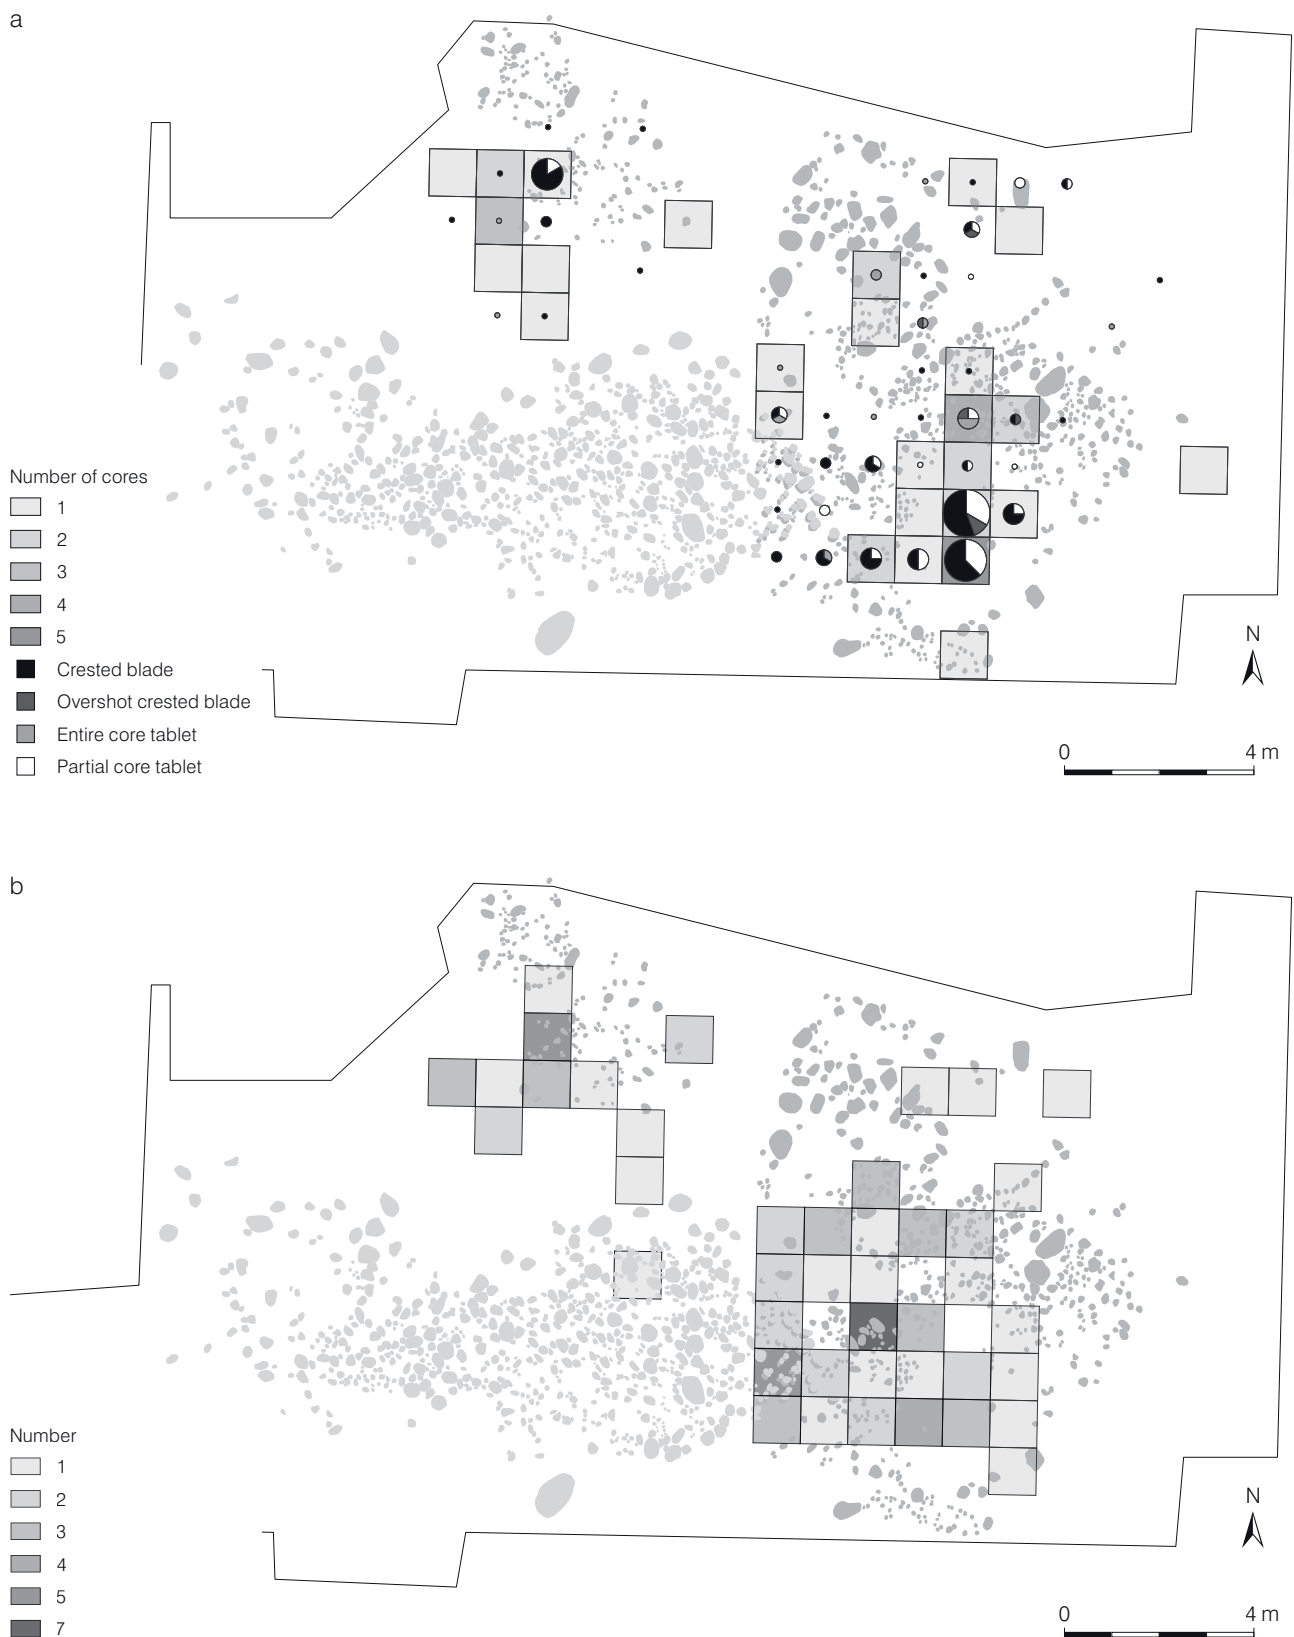 a
Number of cores
1
2
3
4
5
Crested blade
Overshot crested blade
Entire core tablet
Partial core tablet
N
0 4 m
b
Number
1
2
3
4
5
7
N
0 4 m